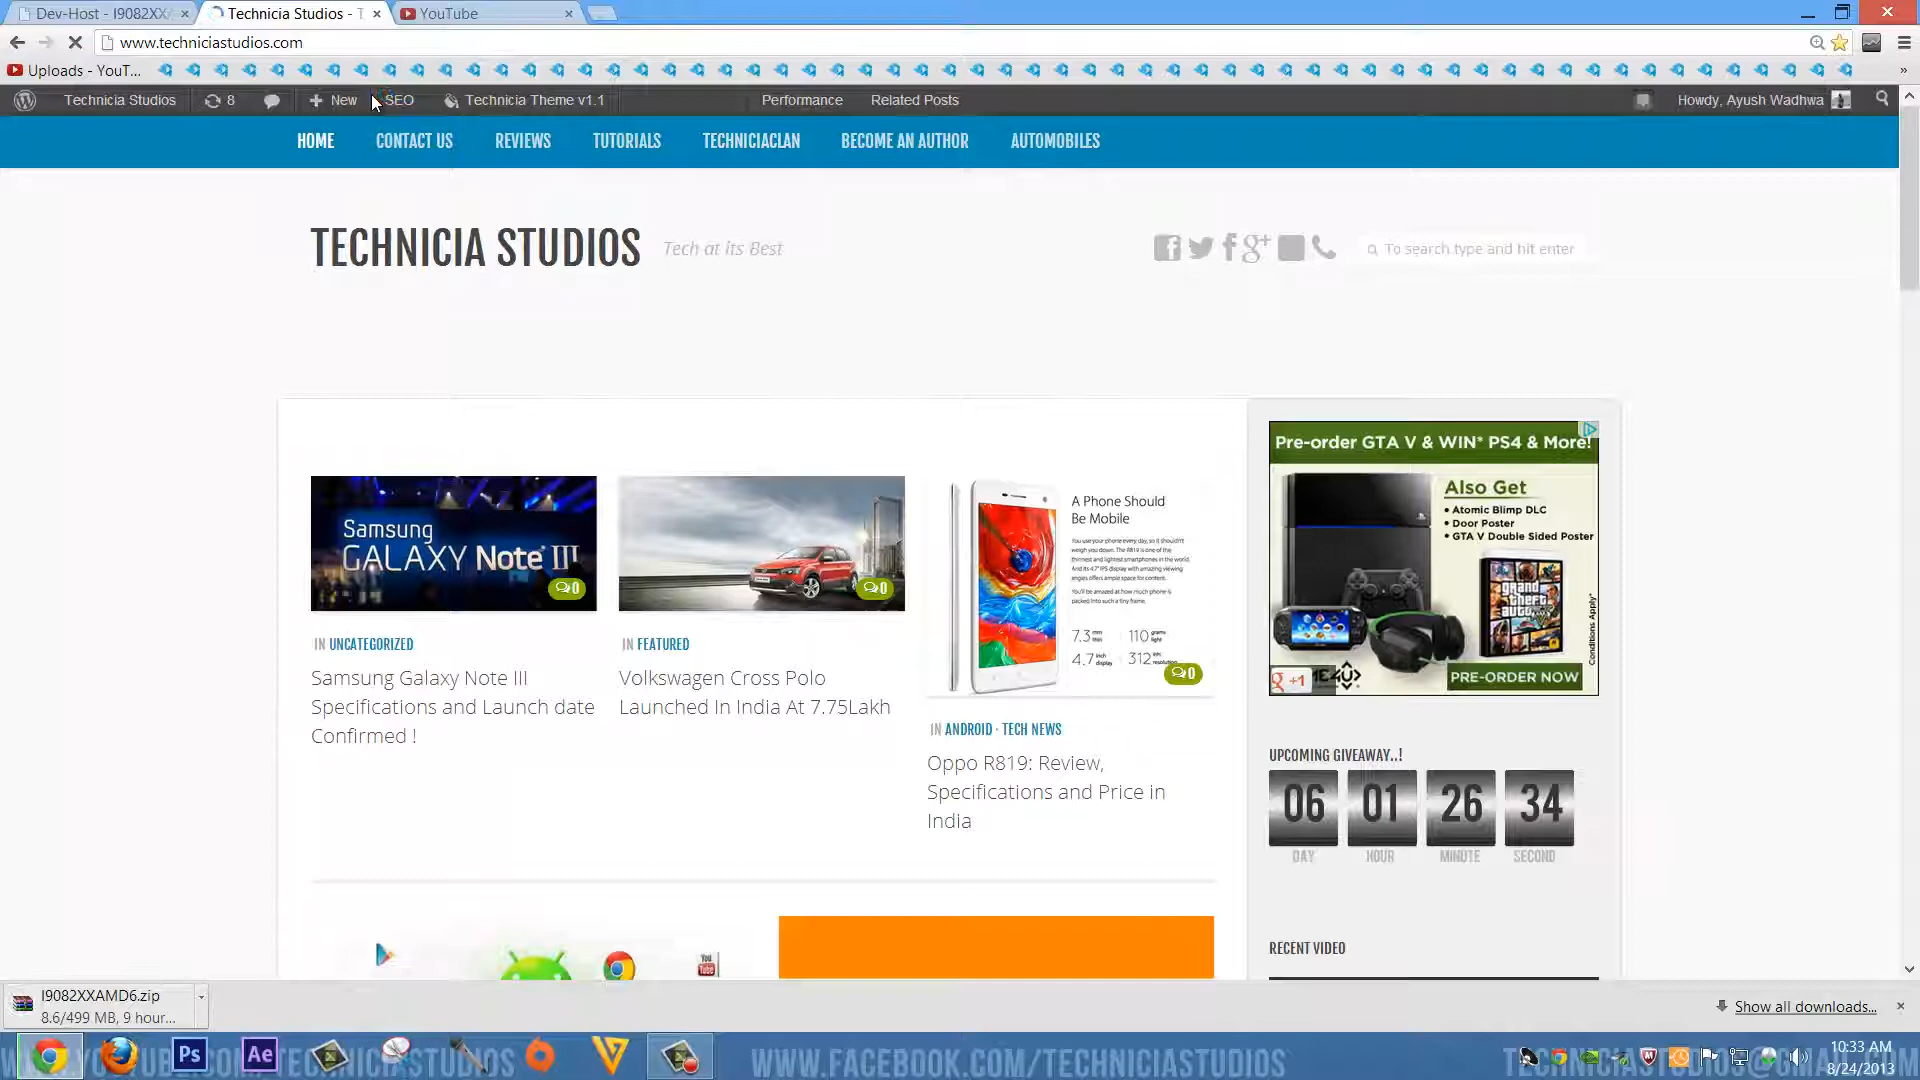 Dev-Host - I9082XXA
Technicia Studios - T
YouTube
www.techniciastudios.com
Uploads - YouT...
Technicia Studios
8
New
SEO
Technicia Theme v1.1
Performance
Related Posts
Howdy, Ayush Wadhwa
HOME
CONTACT US
REVIEWS
TUTORIALS
TECHNICIACLAN
BECOME AN AUTHOR
AUTOMOBILES
TECHNICIA STUDIOS
Tech at its Best
To search type and hit enter
Samsung
GALAXY Note III
0
IN UNCATEGORIZED
Samsung Galaxy Note III
Specifications and Launch date
Confirmed !
0
IN FEATURED
Volkswagen Cross Polo
Launched In India At 7.75Lakh
A Phone Should
Be Mobile
You use your phone every day, so it shouldn't
weigh you down. The R819 is one of the
thinnest and lightest smartphones in the world.
And its 4.7" IPS display with amazing viewing
angles offers ample space for content.
You'll be amazed at how much phone is
packed into such a tiny frame.
7.3 mm thin
110 grams light
4.7 inch display
312 resolution
0
IN ANDROID · TECH NEWS
Oppo R819: Review,
Specifications and Price in
India
Pre-order GTA V & WIN* PS4 & More!
Also Get
• Atomic Blimp DLC
• Door Poster
• GTA V Double Sided Poster
grand theft auto V
Conditions Apply*
+1
PRE-ORDER NOW
UPCOMING GIVEAWAY..!
06 01 26 34
DAY HOUR MINUTE SECOND
RECENT VIDEO
You
Tube
I9082XXAMD6.zip
8.6/499 MB, 9 hour...
Show all downloads...
Ps
Ae
WWW.FACEBOOK.COM/TECHNICIASTUDIOS
10:33 AM
8/24/2013